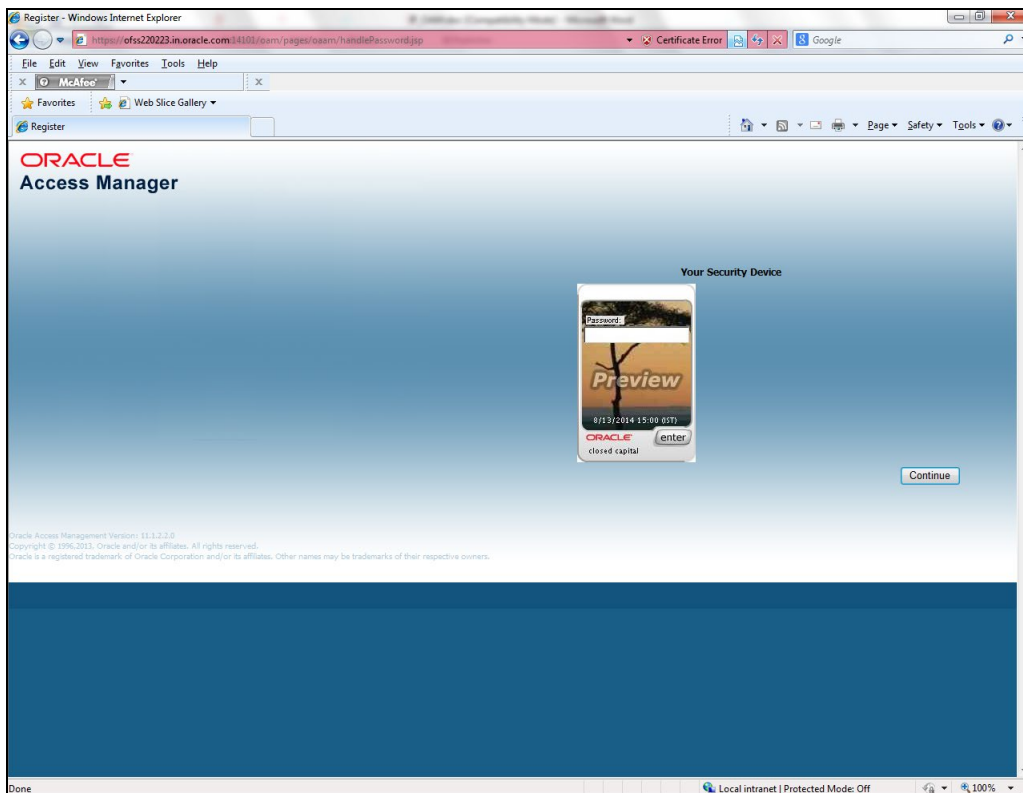 Register - Windows Internet Explorer
https://ofss220223.in.oracle.com:14101/oam/pages/oaam/handlePassword.jsp
Certificate Error
Google
File Edit View Favorites Tools Help
x McAfee x
Favorites Web Slice Gallery
Register
Page Safety Tools
ORACLE
Access Manager
Your Security Device
Password:
Preview
8/13/2014 15:00 (IST)
ORACLE enter
closed capital
Continue
Oracle Access Management Version: 11.1.2.2.0
Copyright © 1996,2013, Oracle and/or its affiliates. All rights reserved.
Oracle is a registered trademark of Oracle Corporation and/or its affiliates. Other names may be trademarks of their respective owners.
Done
Local intranet | Protected Mode: Off
100%